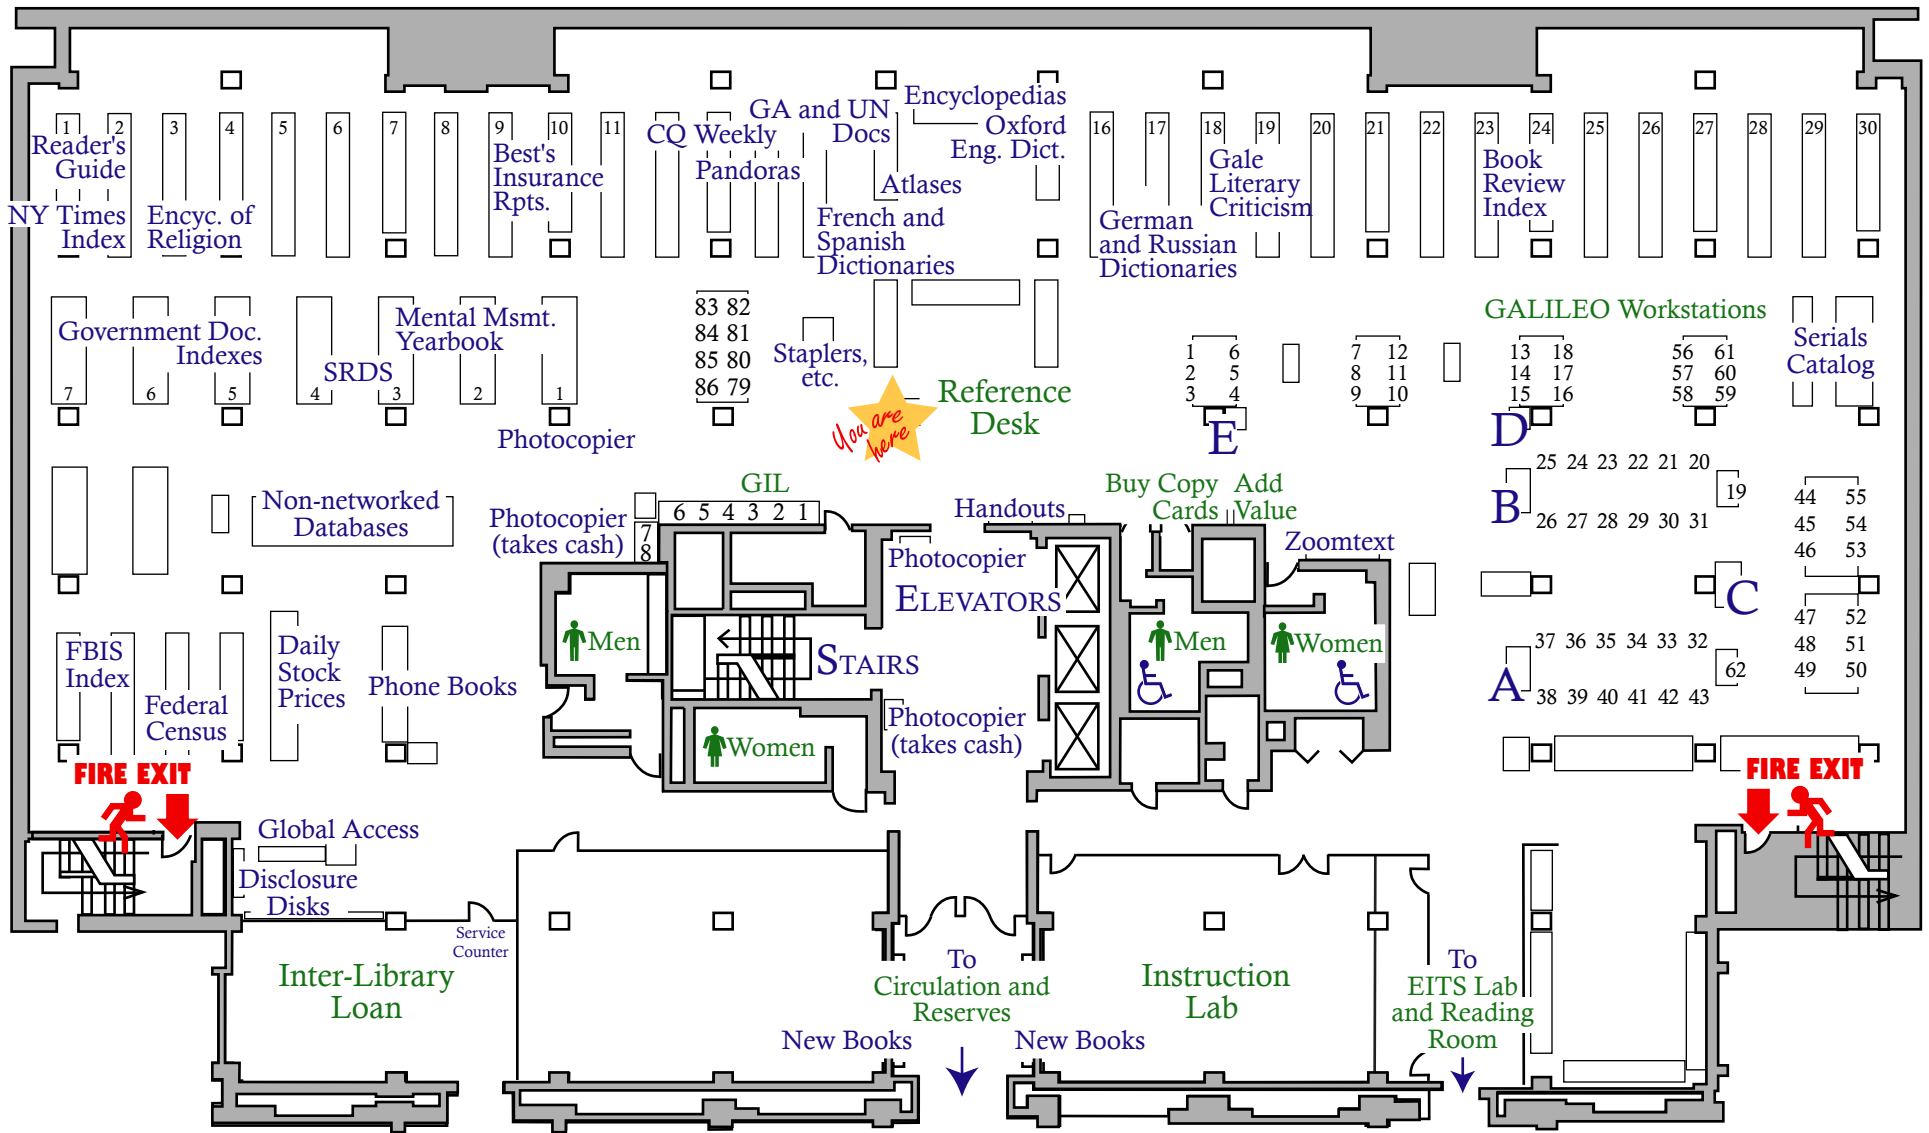 1 2 3 4 5 6 7 8 9 10 11
16 17 18 19 20 21 22 23 24 25 26 27 28 29 30
Reader's
Guide
NY Times
Index
Encyc. of
Religion
Best's
Insurance
Rpts.
CQ Weekly
Pandoras
GA and UN
Docs
Encyclopedias
Oxford
Eng. Dict.
Atlases
French and
Spanish
Dictionaries
German
and Russian
Dictionaries
Gale
Literary
Criticism
Book
Review
Index
Government Doc.
Indexes
SRDS
Mental Msmt.
Yearbook
7 6 5 4 3 2 1
Photocopier
83 82
84 81
85 80
86 79
Staplers,
etc.
You are
here
Reference
Desk
GALILEO Workstations
1 6
2 5
3 4
E
7 12
8 11
9 10
13 18
14 17
15 16
D
56 61
57 60
58 59
Serials
Catalog
25 24 23 22 21 20
B
19
26 27 28 29 30 31
44 55
45 54
46 53
C
47 52
48 51
49 50
37 36 35 34 33 32
A
62
38 39 40 41 42 43
Non-networked
Databases
Photocopier
(takes cash)
GIL
6 5 4 3 2 1
7
8
Handouts
Buy Copy
Cards
Add
Value
Zoomtext
Photocopier
ELEVATORS
Men
STAIRS
Men
Women
Women
Photocopier
(takes cash)
FBIS
Index
Federal
Census
Daily
Stock
Prices
Phone Books
FIRE EXIT
FIRE EXIT
Global Access
Disclosure
Disks
Service
Counter
Inter-Library
Loan
To
Circulation and
Reserves
New Books
New Books
Instruction
Lab
To
EITS Lab
and Reading
Room